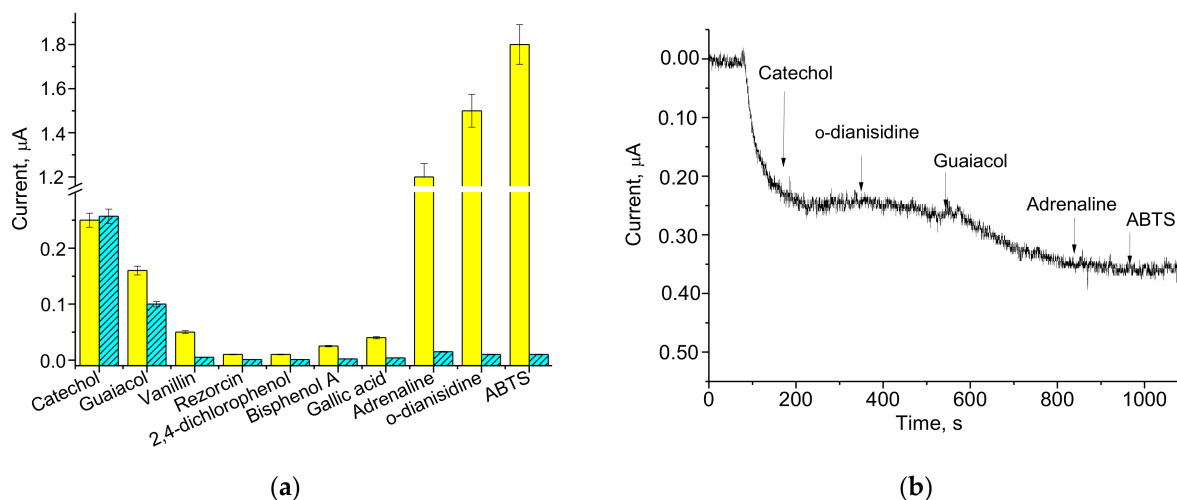 Current, μA
1.8
1.6
1.4
1.2
0.2
0.1
0.0
Catechol
Guaiacol
Vanillin
Rezorcin
2,4-dichlorophenol
Bisphenol A
Gallic acid
Adrenaline
o-dianisidine
ABTS
(a)
Current, μA
0.00
0.10
0.20
0.30
0.40
0.50
Catechol
o-dianisidine
Guaiacol
Adrenaline
ABTS
0
200
400
600
800
1000
Time, s
(b)